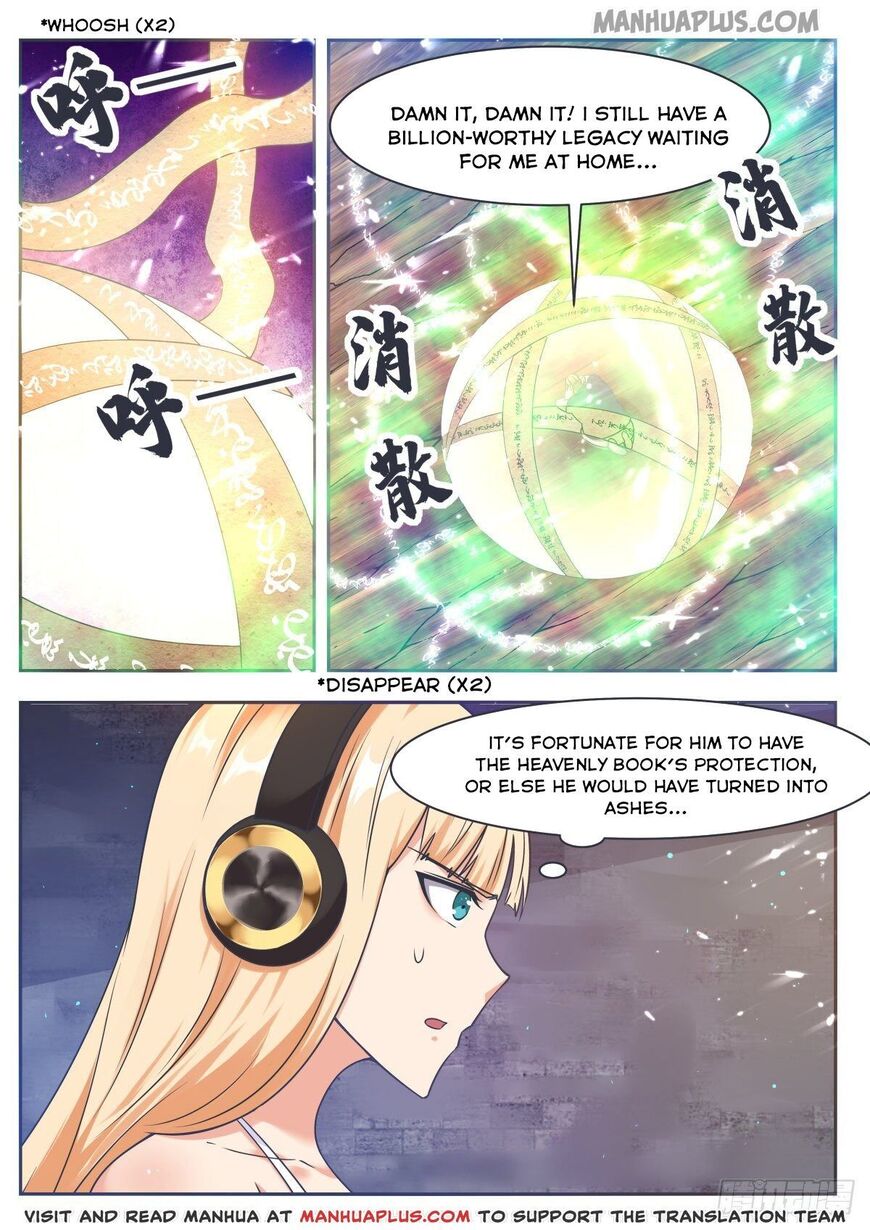 *WHOOSH (X2)
MANHUAPLUS.COM
呼一
呼一
DAMN IT, DAMN IT! I STILL HAVE A
BILLION-WORTHY LEGACY WAITING
FOR ME AT HOME...
消散
消散
*DISAPPEAR (X2)
IT'S FORTUNATE FOR HIM TO HAVE
THE HEAVENLY BOOK'S PROTECTION,
OR ELSE HE WOULD HAVE TURNED INTO
ASHES...
VISIT AND READ MANHUA AT MANHUAPLUS.COM TO SUPPORT THE TRANSLATION TEAM